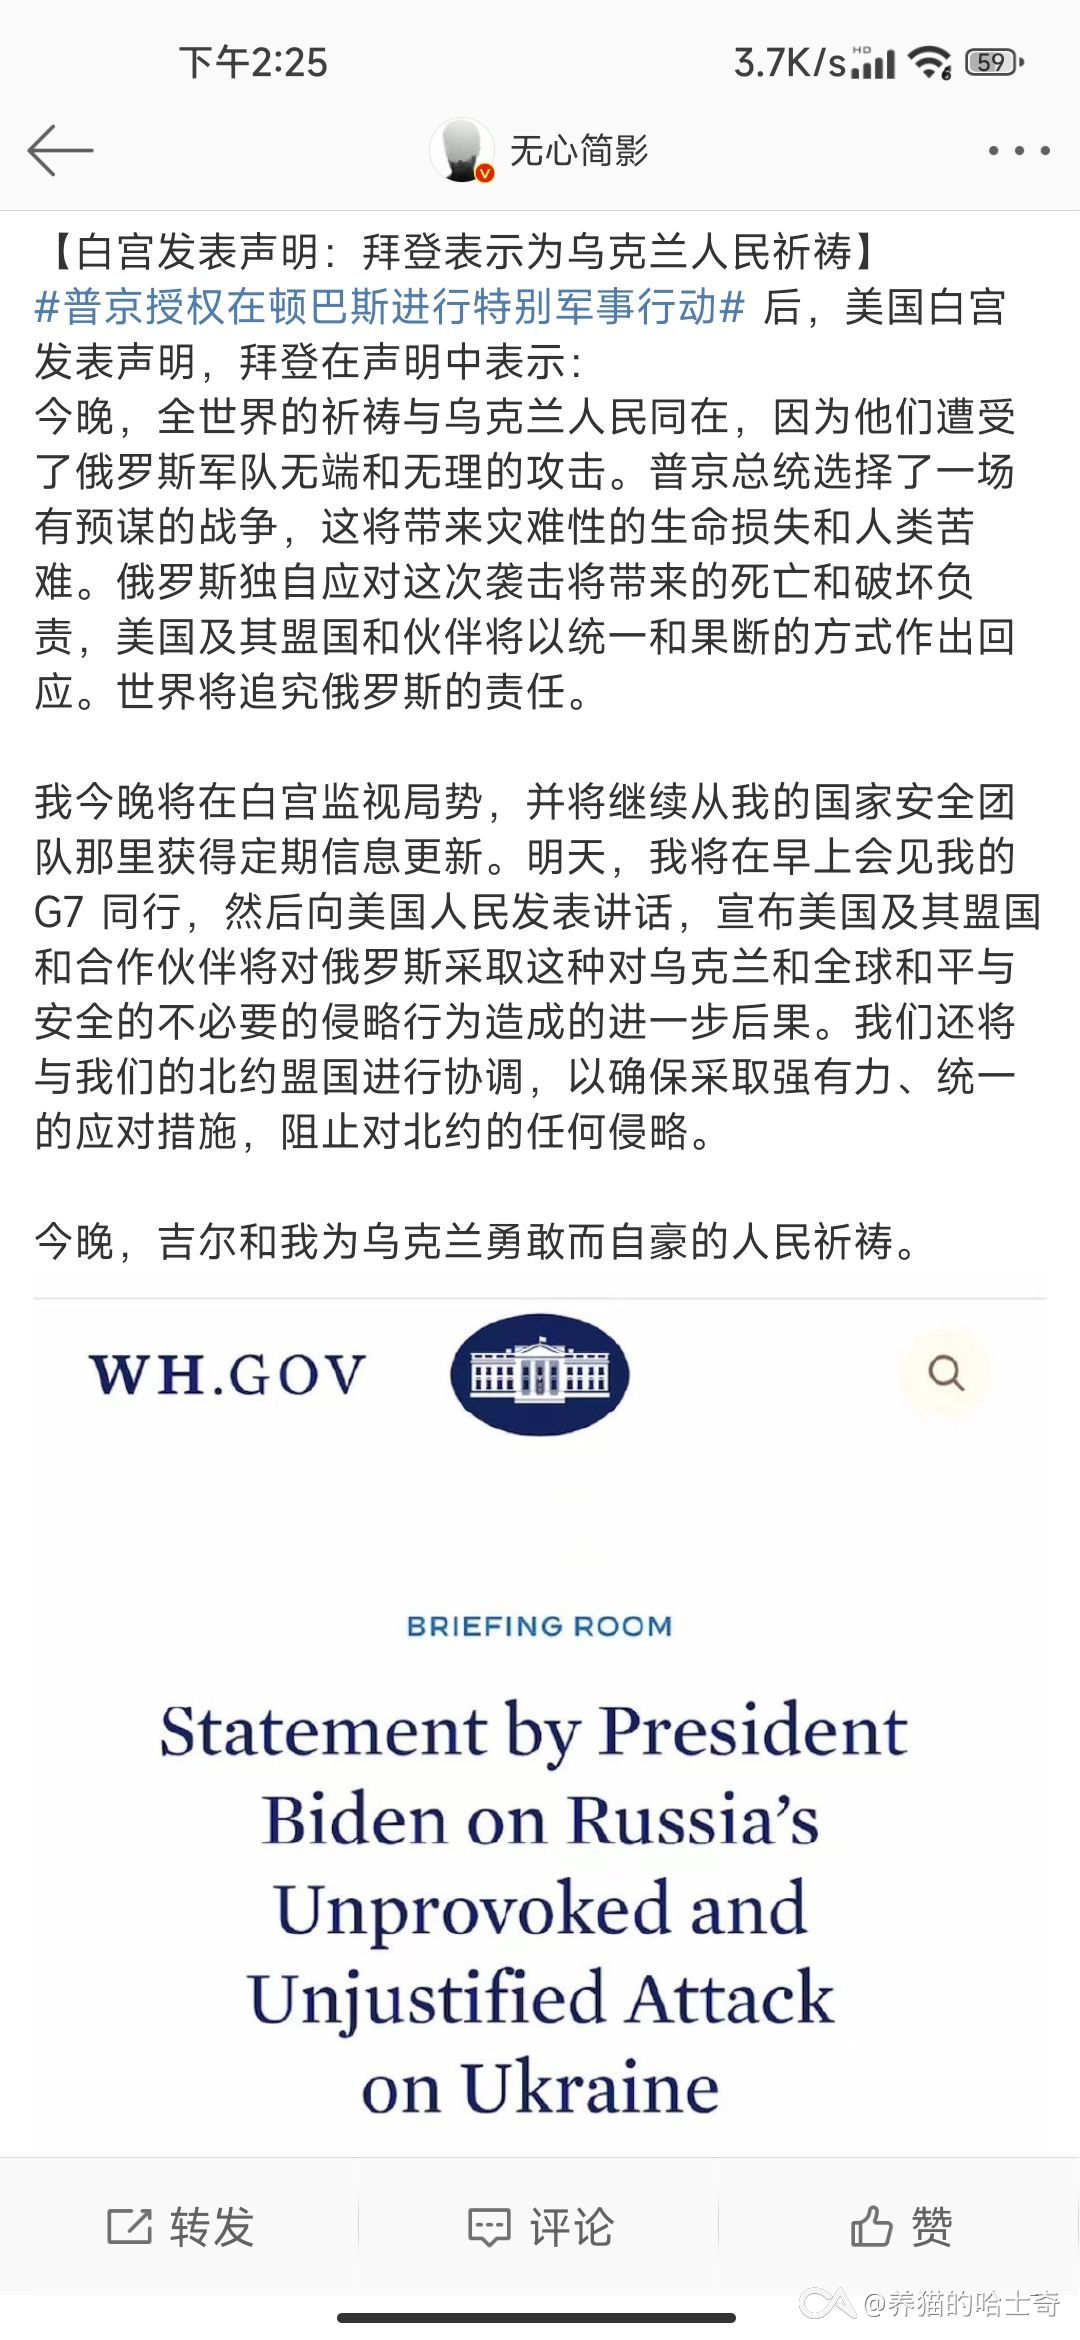 下午2:25
3.7K/s HD 6 59
无心简影
【白宫发表声明：拜登表示为乌克兰人民祈祷】
#普京授权在顿巴斯进行特别军事行动# 后，美国白宫
发表声明，拜登在声明中表示：
今晚，全世界的祈祷与乌克兰人民同在，因为他们遭受
了俄罗斯军队无端和无理的攻击。普京总统选择了一场
有预谋的战争，这将带来灾难性的生命损失和人类苦
难。俄罗斯独自应对这次袭击将带来的死亡和破坏负
责，美国及其盟国和伙伴将以统一和果断的方式作出回
应。世界将追究俄罗斯的责任。
我今晚将在白宫监视局势，并将继续从我的国家安全团
队那里获得定期信息更新。明天，我将在早上会见我的
G7 同行，然后向美国人民发表讲话，宣布美国及其盟国
和合作伙伴将对俄罗斯采取这种对乌克兰和全球和平与
安全的不必要的侵略行为造成的进一步后果。我们还将
与我们的北约盟国进行协调，以确保采取强有力、统一
的应对措施，阻止对北约的任何侵略。
今晚，吉尔和我为乌克兰勇敢而自豪的人民祈祷。
WH.GOV
BRIEFING ROOM
Statement by President
Biden on Russia’s
Unprovoked and
Unjustified Attack
on Ukraine
转发 评论 赞
@养猫的哈士奇